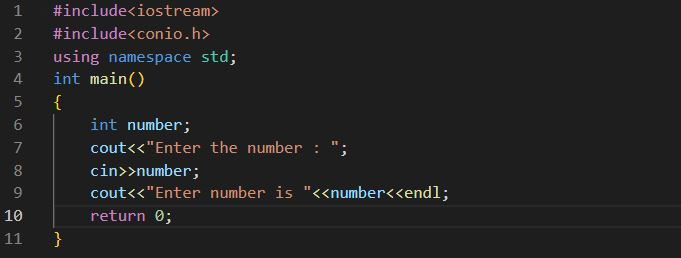 1 #include<iostream>
2 #include<conio.h>
3 using namespace std;
4 int main()
5 {
6     int number;
7     cout<<"Enter the number : ";
8     cin>>number;
9     cout<<"Enter number is "<<number<<endl;
10     return 0;
11 }